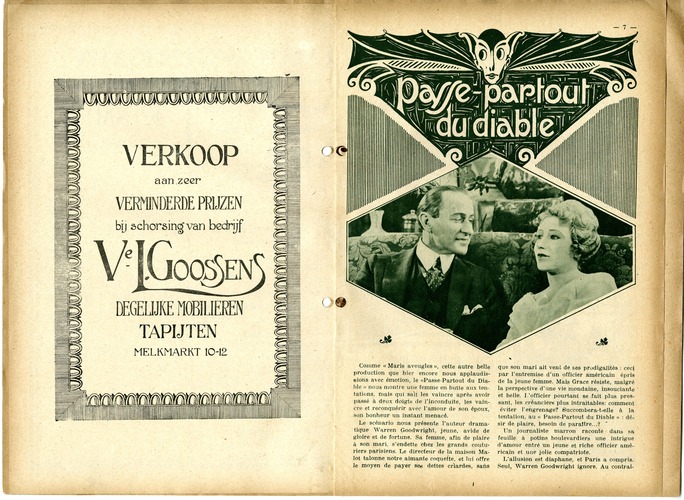 VERKOOP
aan zeer
VERMINDERDE PRIJZEN
bij schorsing van bedrijf
Ve L. GOOSSENS
DEGELIJKE MOBILIEREN
TAPIJTEN
MELKMARKT 10-12
— 7 —
Passe-partout
du diable
Comme « Maris aveugles », cette autre belle
production que hier encore nous applaudis-
sions avec émotion, le «Passe-Partout du Dia-
ble » nous montre une femme en butte aux ten-
tations, mais qui sait les vaincre après avoir
passé à deux doigts de l'inconduite, les vain-
cre et reconquérir avec l'amour de son époux,
son bonheur un instant menacé.
Le scénario nous présente l'auteur drama-
tique Warren Goodwright, jeune, avide de
gloire et de fortune. Sa femme, afin de plaire
à son mari, s'endette chez les grands coutu-
riers parisiens. Le directeur de la maison Ma-
lot talonne notre aimante coquette, et lui offre
le moyen de payer ses dettes criardes, sans
que son mari ait vent de ses prodigalités : ceci
par l'entremise d'un officier américain épris
de la jeune femme. Mais Grace résiste, malgré
la perspective d'une vie mondaine, insouciante
et belle. L'officier pourtant se fait plus pres-
sant, les créanciers plus intraitables: comment
éviter l'engrenage? Succombera-t-elle à la
tentation, au « Passe-Partout du Diable » : dé-
sir de plaire, besoin de paraître...?
Un journaliste marron raconte dans sa
feuille à potins boulevardiers une intrigue
d'amour entre un jeune et riche officier amé-
ricain et une jolie compatriote.
L'allusion est diaphane, et Paris a compris.
Seul, Warren Goodwright ignore. Au contrai-